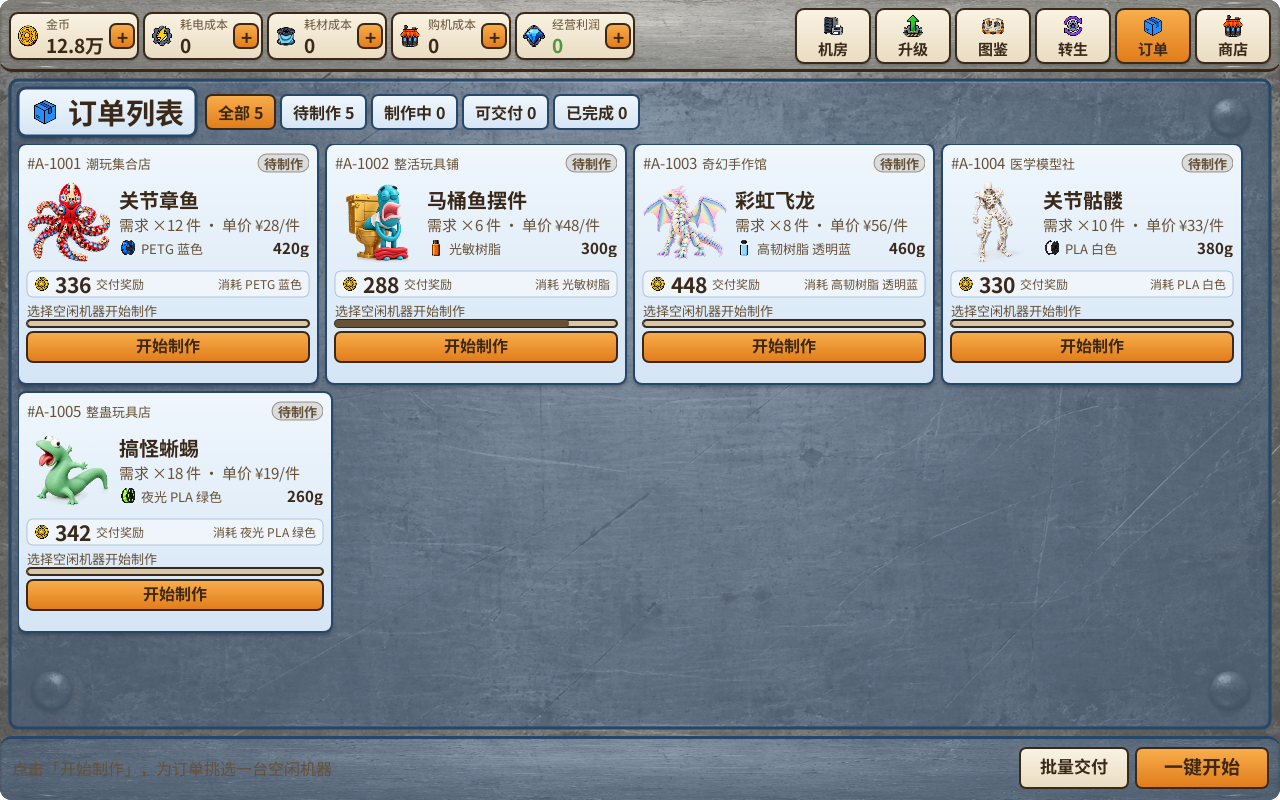 金币
12.8万
+
耗电成本
0
+
耗材成本
0
+
购机成本
0
+
经营利润
0
+
机房
升级
图鉴
转生
订单
商店
订单列表
全部 5
待制作 5
制作中 0
可交付 0
已完成 0
#A-1001 潮玩集合店
待制作
关节章鱼
需求 ×12 件 · 单价 ¥28/件
PETG 蓝色
420g
336 交付奖励
消耗 PETG 蓝色
选择空闲机器开始制作
开始制作
#A-1002 整活玩具铺
待制作
马桶鱼摆件
需求 ×6 件 · 单价 ¥48/件
光敏树脂
300g
288 交付奖励
消耗 光敏树脂
选择空闲机器开始制作
开始制作
#A-1003 奇幻手作馆
待制作
彩虹飞龙
需求 ×8 件 · 单价 ¥56/件
高韧树脂 透明蓝
460g
448 交付奖励
消耗 高韧树脂 透明蓝
选择空闲机器开始制作
开始制作
#A-1004 医学模型社
待制作
关节骷髅
需求 ×10 件 · 单价 ¥33/件
PLA 白色
380g
330 交付奖励
消耗 PLA 白色
选择空闲机器开始制作
开始制作
#A-1005 整蛊玩具店
待制作
搞怪蜥蜴
需求 ×18 件 · 单价 ¥19/件
夜光 PLA 绿色
260g
342 交付奖励
消耗 夜光 PLA 绿色
选择空闲机器开始制作
开始制作
点击「开始制作」，为订单挑选一台空闲机器
批量交付
一键开始